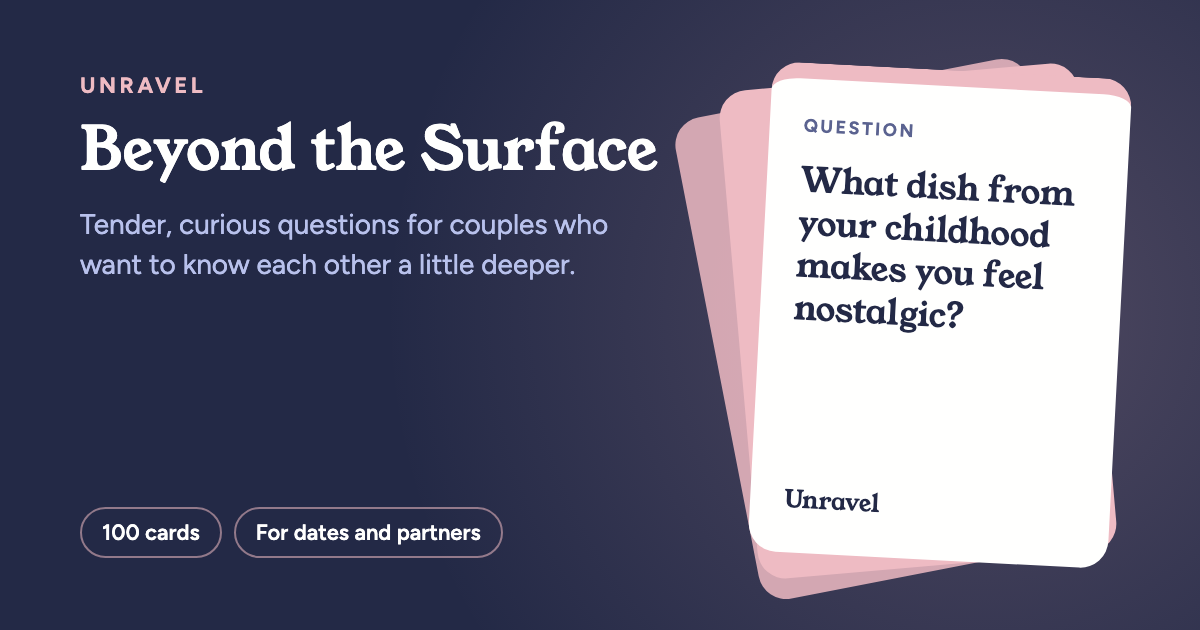 UNRAVEL
Beyond the Surface
Tender, curious questions for couples who
want to know each other a little deeper.
100 cards
For dates and partners
QUESTION
What dish from
your childhood
makes you feel
nostalgic?
Unravel